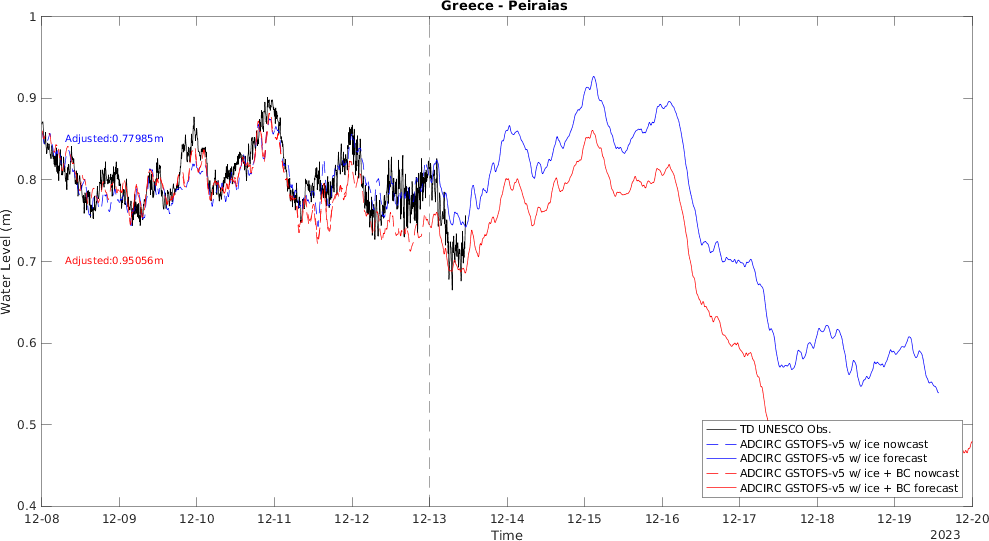 Greece - Peiraias
1
0.9
0.8
0.7
0.6
0.5
0.4
Water Level (m)
Adjusted:0.77985m
Adjusted:0.95056m
TD UNESCO Obs.
ADCIRC GSTOFS-v5 w/ ice nowcast
ADCIRC GSTOFS-v5 w/ ice forecast
ADCIRC GSTOFS-v5 w/ ice + BC nowcast
ADCIRC GSTOFS-v5 w/ ice + BC forecast
12-08 12-09 12-10 12-11 12-12 12-13 12-14 12-15 12-16 12-17 12-18 12-19 12-20
Time
2023